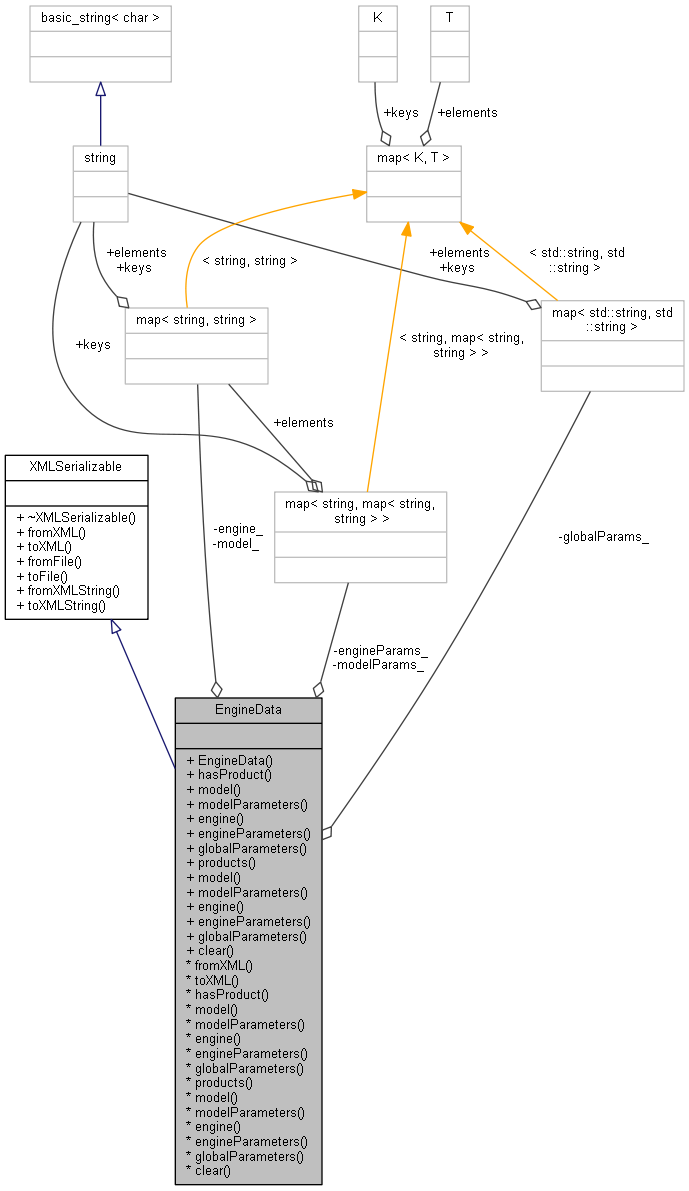 basic_string< char >
K
T
+keys
+elements
string
map< K, T >
+elements
+keys
< string, string >
+elements
+keys
< std::string, std
::string >
map< string, string >
map< std::string, std
::string >
+keys
< string, map< string,
string > >
+elements
XMLSerializable
+ ~XMLSerializable()
+ fromXML()
+ toXML()
+ fromFile()
+ toFile()
+ fromXMLString()
+ toXMLString()
map< string, map< string,
string > >
-engine_
-model_
-globalParams_
-engineParams_
-modelParams_
EngineData
+ EngineData()
+ hasProduct()
+ model()
+ modelParameters()
+ engine()
+ engineParameters()
+ globalParameters()
+ products()
+ model()
+ modelParameters()
+ engine()
+ engineParameters()
+ globalParameters()
+ clear()
* fromXML()
* toXML()
* hasProduct()
* model()
* modelParameters()
* engine()
* engineParameters()
* globalParameters()
* products()
* model()
* modelParameters()
* engine()
* engineParameters()
* globalParameters()
* clear()